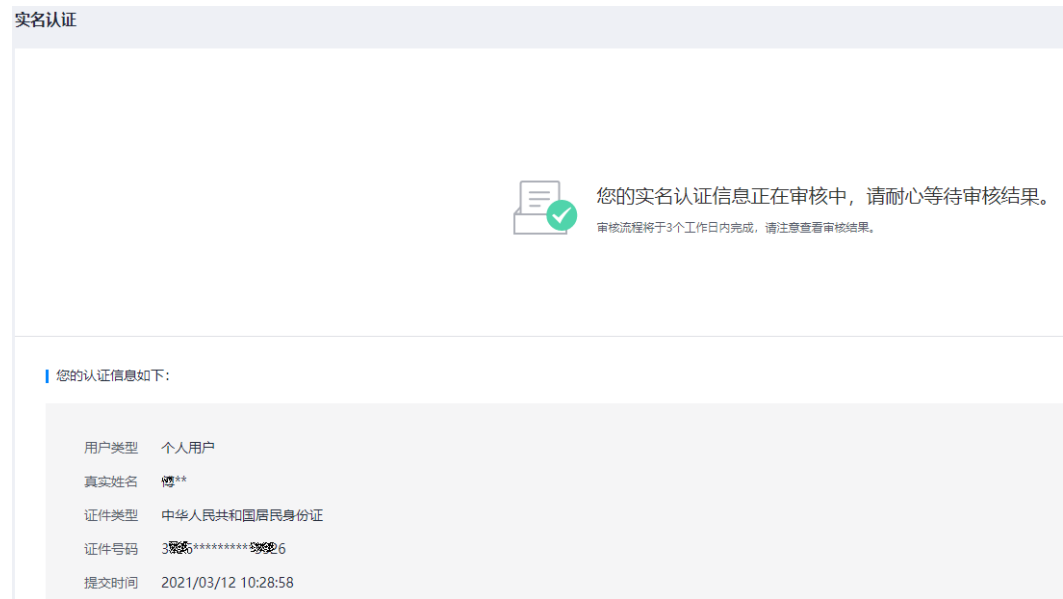 实名认证
您的实名认证信息正在审核中，请耐心等待审核结果。
审核流程将于3个工作日内完成，请注意查看审核结果。
您的认证信息如下：
用户类型 个人用户
真实姓名 **
证件类型 中华人民共和国居民身份证
证件号码 3**********26
提交时间 2021/03/12 10:28:58